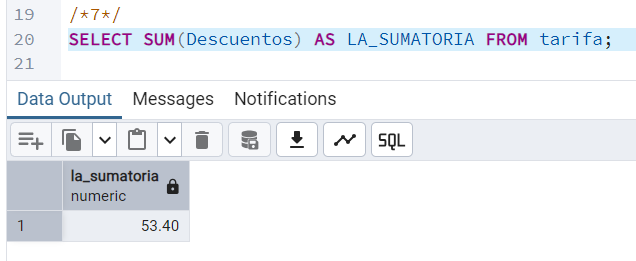 19 /*7*/
20 SELECT SUM(Descuentos) AS LA_SUMATORIA FROM tarifa;
21
Data Output Messages Notifications
SQL
la_sumatoria
numeric
1 53.40